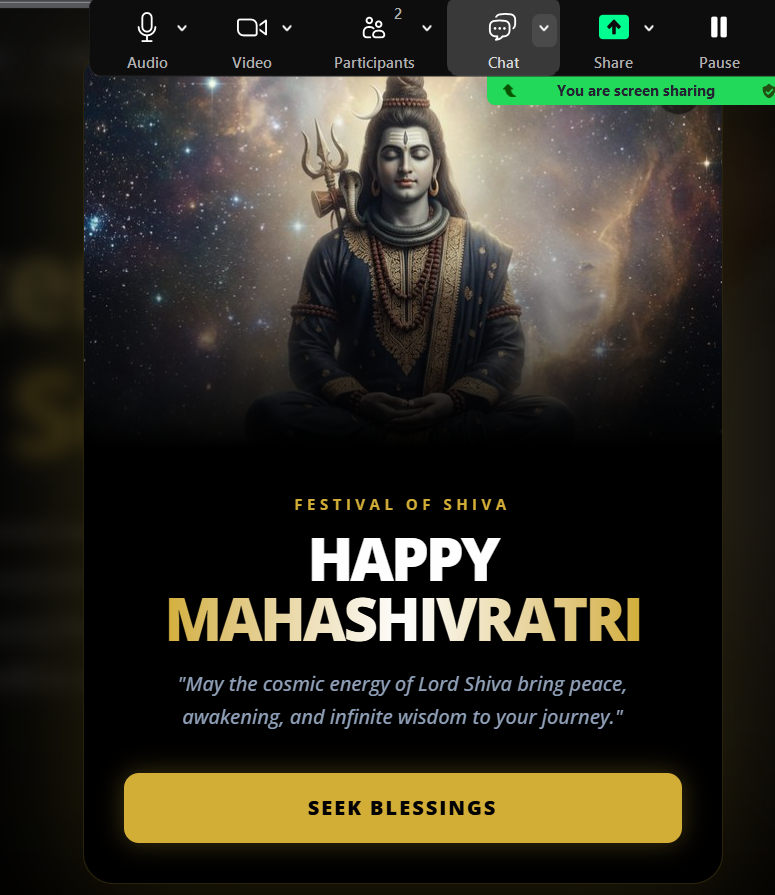 2
Audio
Video
Participants
Chat
Share
Pause
You are screen sharing
FESTIVAL OF SHIVA
HAPPY
MAHASHIVRATRI
"May the cosmic energy of Lord Shiva bring peace,
awakening, and infinite wisdom to your journey."
SEEK BLESSINGS